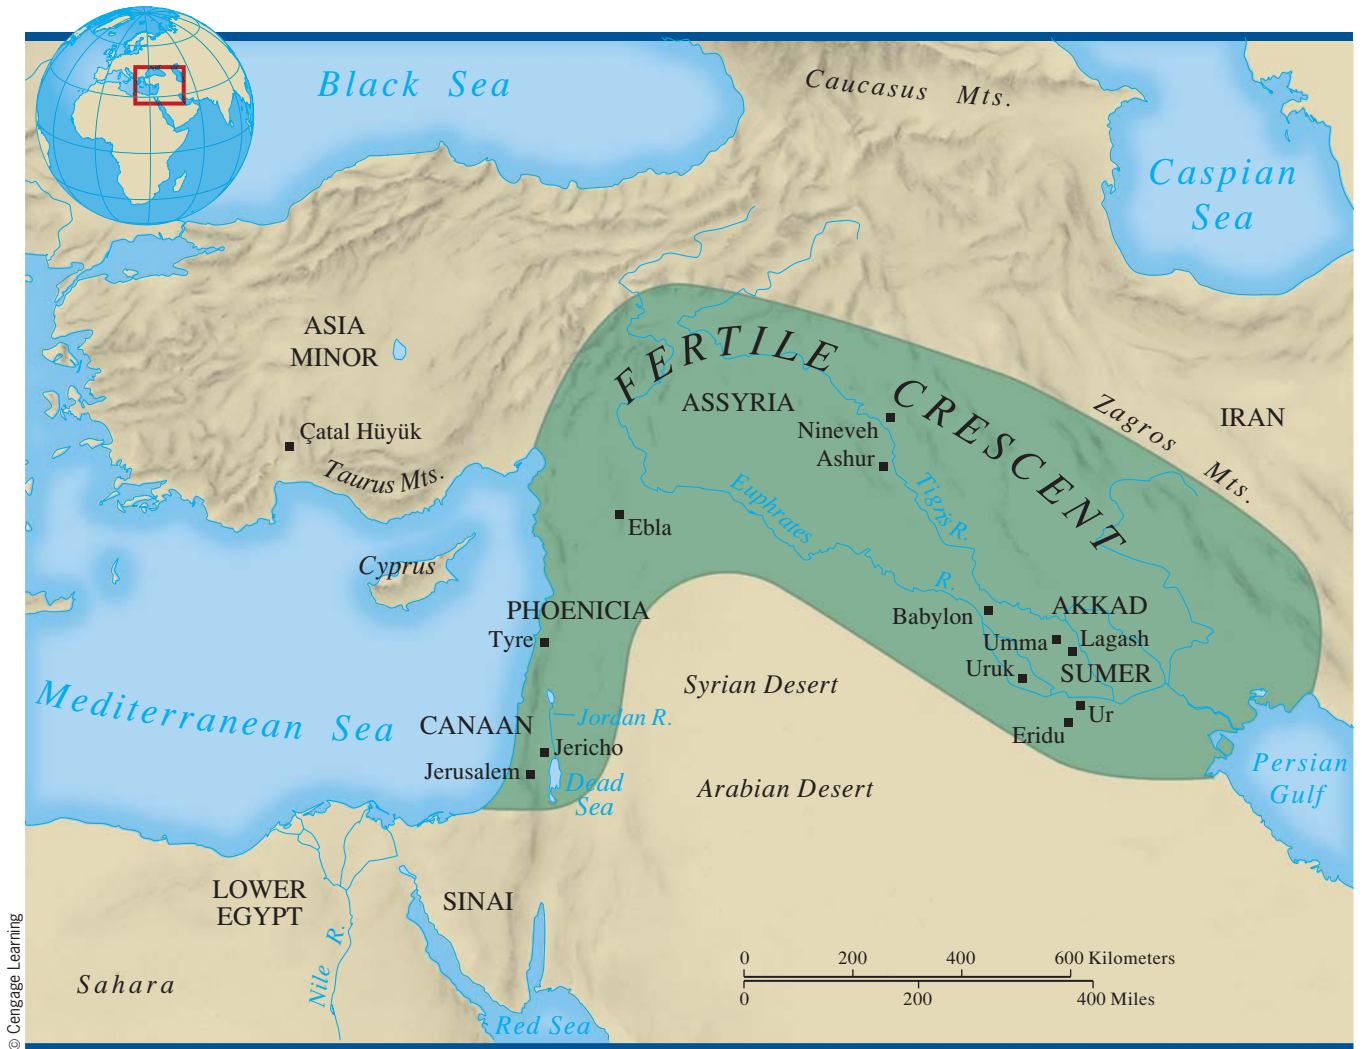 Black Sea
Caucasus Mts.
Caspian
Sea
ASIA
MINOR
FERTILE CRESCENT
ASSYRIA
Zagros Mts.
IRAN
Çatal Hüyük
Nineveh
Ashur
Taurus Mts.
Tigris R.
Euphrates R.
Ebla
Cyprus
PHOENICIA
Babylon
AKKAD
Tyre
Umma
Lagash
Uruk
SUMER
Syrian Desert
Mediterranean Sea
Jordan R.
CANAAN
Ur
Eridu
Jericho
Jerusalem
Dead
Sea
Arabian Desert
Persian
Gulf
LOWER
EGYPT
SINAI
Nile R.
Sahara
Red Sea
0 200 400 600 Kilometers
0 200 400 Miles
© Cengage Learning